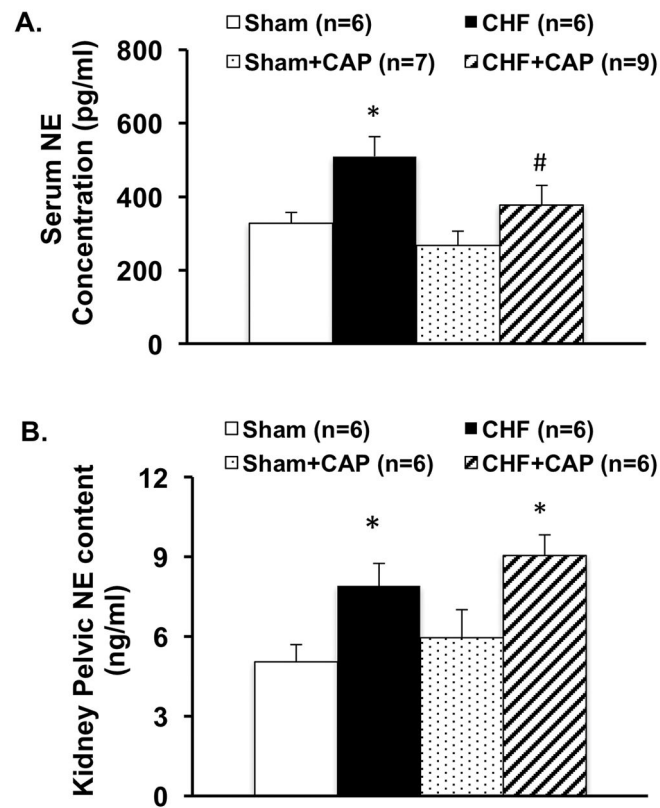 A.
Sham (n=6) CHF (n=6)
Sham+CAP (n=7) CHF+CAP (n=9)
Serum NE
Concentration (pg/ml)
800
600
400
200
0
*
#
B.
Sham (n=6) CHF (n=6)
Sham+CAP (n=6) CHF+CAP (n=6)
Kidney Pelvic NE content
(ng/ml)
12
9
6
3
0
* *